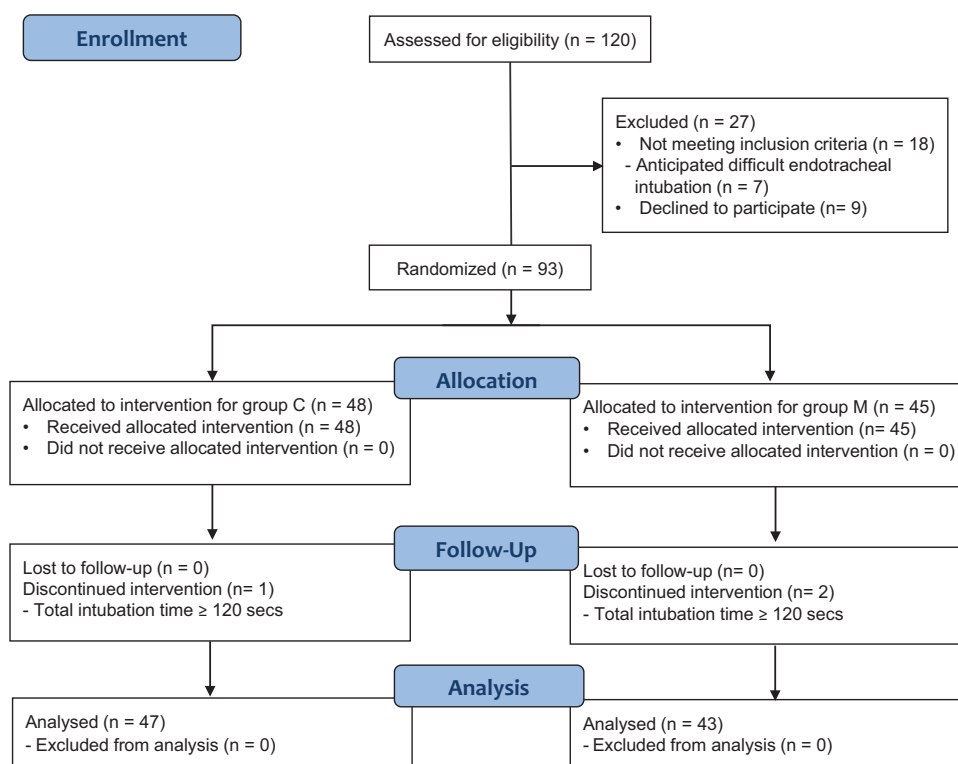 Enrollment
Assessed for eligibility (n = 120)
Excluded (n = 27)
• Not meeting inclusion criteria (n = 18)
- Anticipated difficult endotracheal
intubation (n = 7)
• Declined to participate (n= 9)
Randomized (n = 93)
Allocation
Allocated to intervention for group C (n = 48)
• Received allocated intervention (n = 48)
• Did not receive allocated intervention (n = 0)
Allocated to intervention for group M (n = 45)
• Received allocated intervention (n = 45)
• Did not receive allocated intervention (n = 0)
Follow-Up
Lost to follow-up (n = 0)
Discontinued intervention (n= 1)
- Total intubation time ≥ 120 secs
Lost to follow-up (n= 0)
Discontinued intervention (n= 2)
- Total intubation time ≥ 120 secs
Analysis
Analysed (n = 47)
- Excluded from analysis (n = 0)
Analysed (n = 43)
- Excluded from analysis (n = 0)